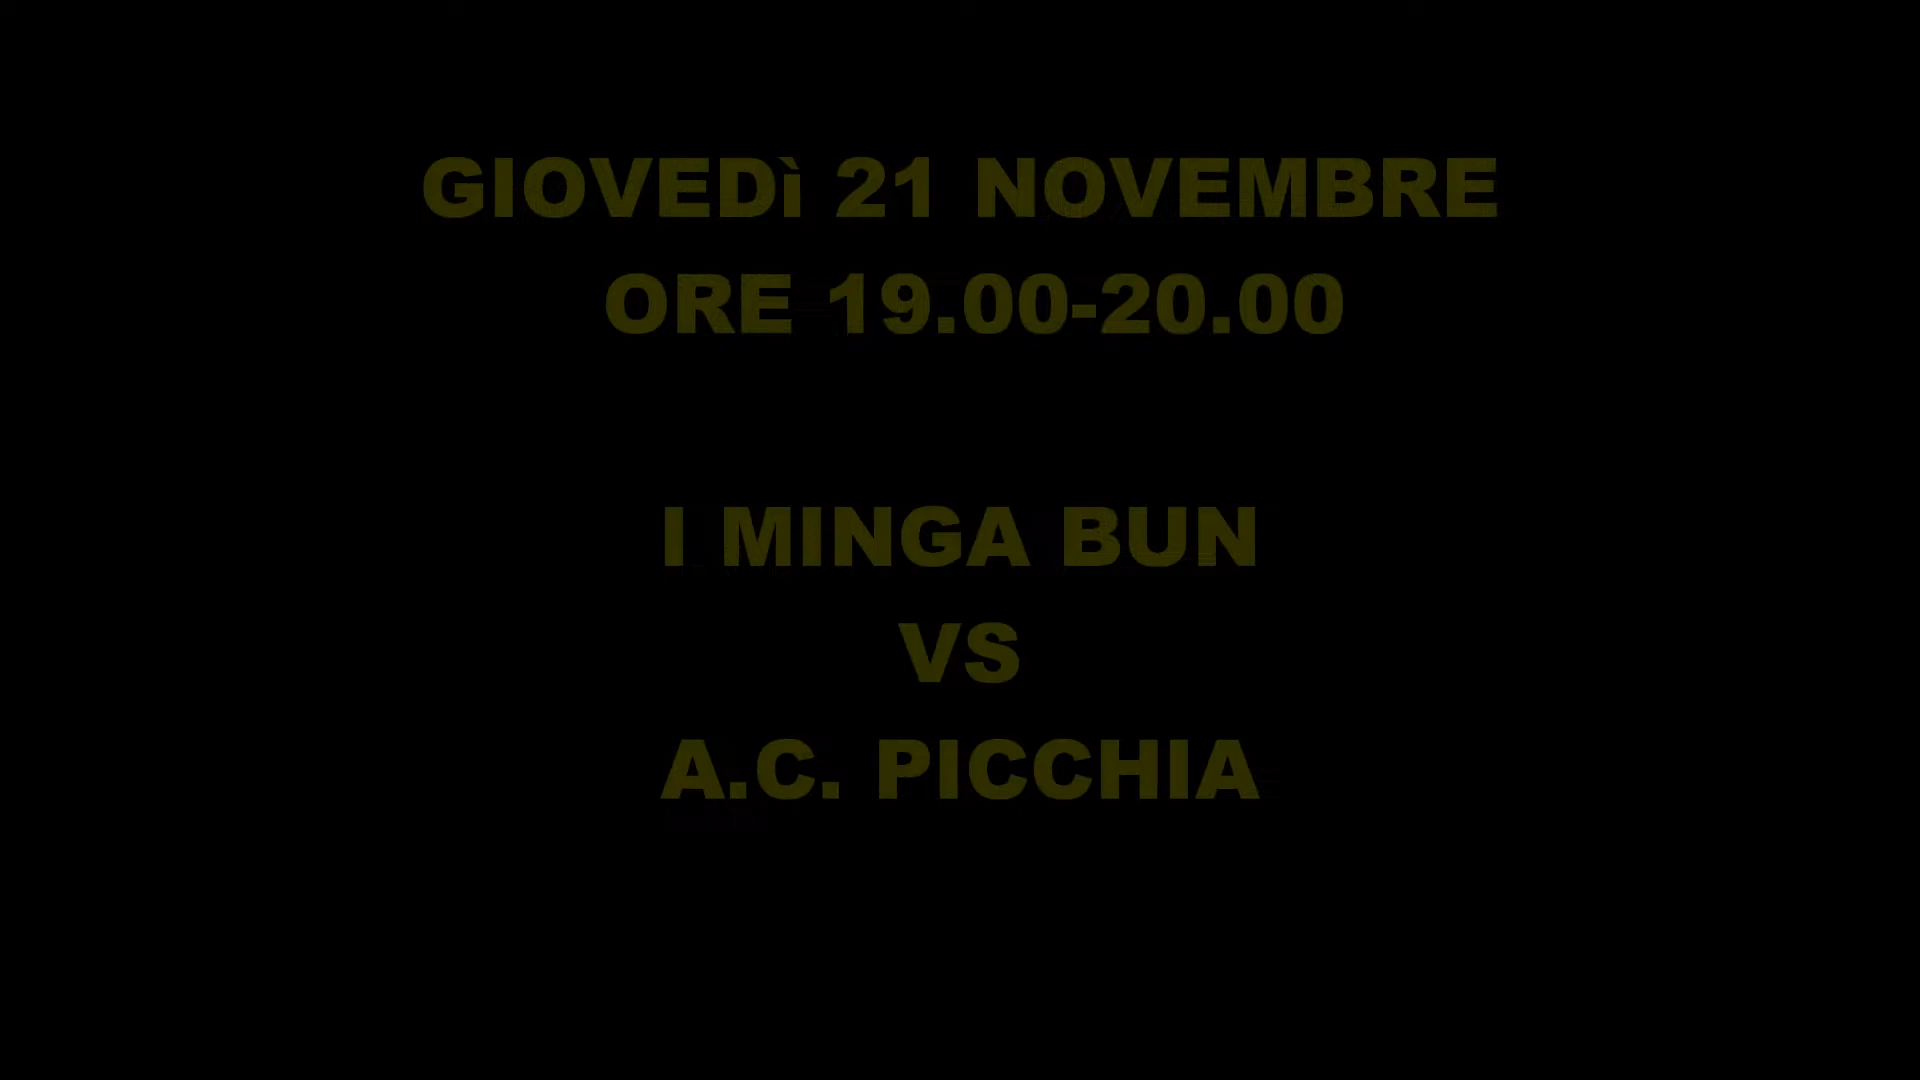 GIOVEDì 21 NOVEMBRE
ORE 19.00-20.00
I MINGA BUN
VS
A.C. PICCHIA